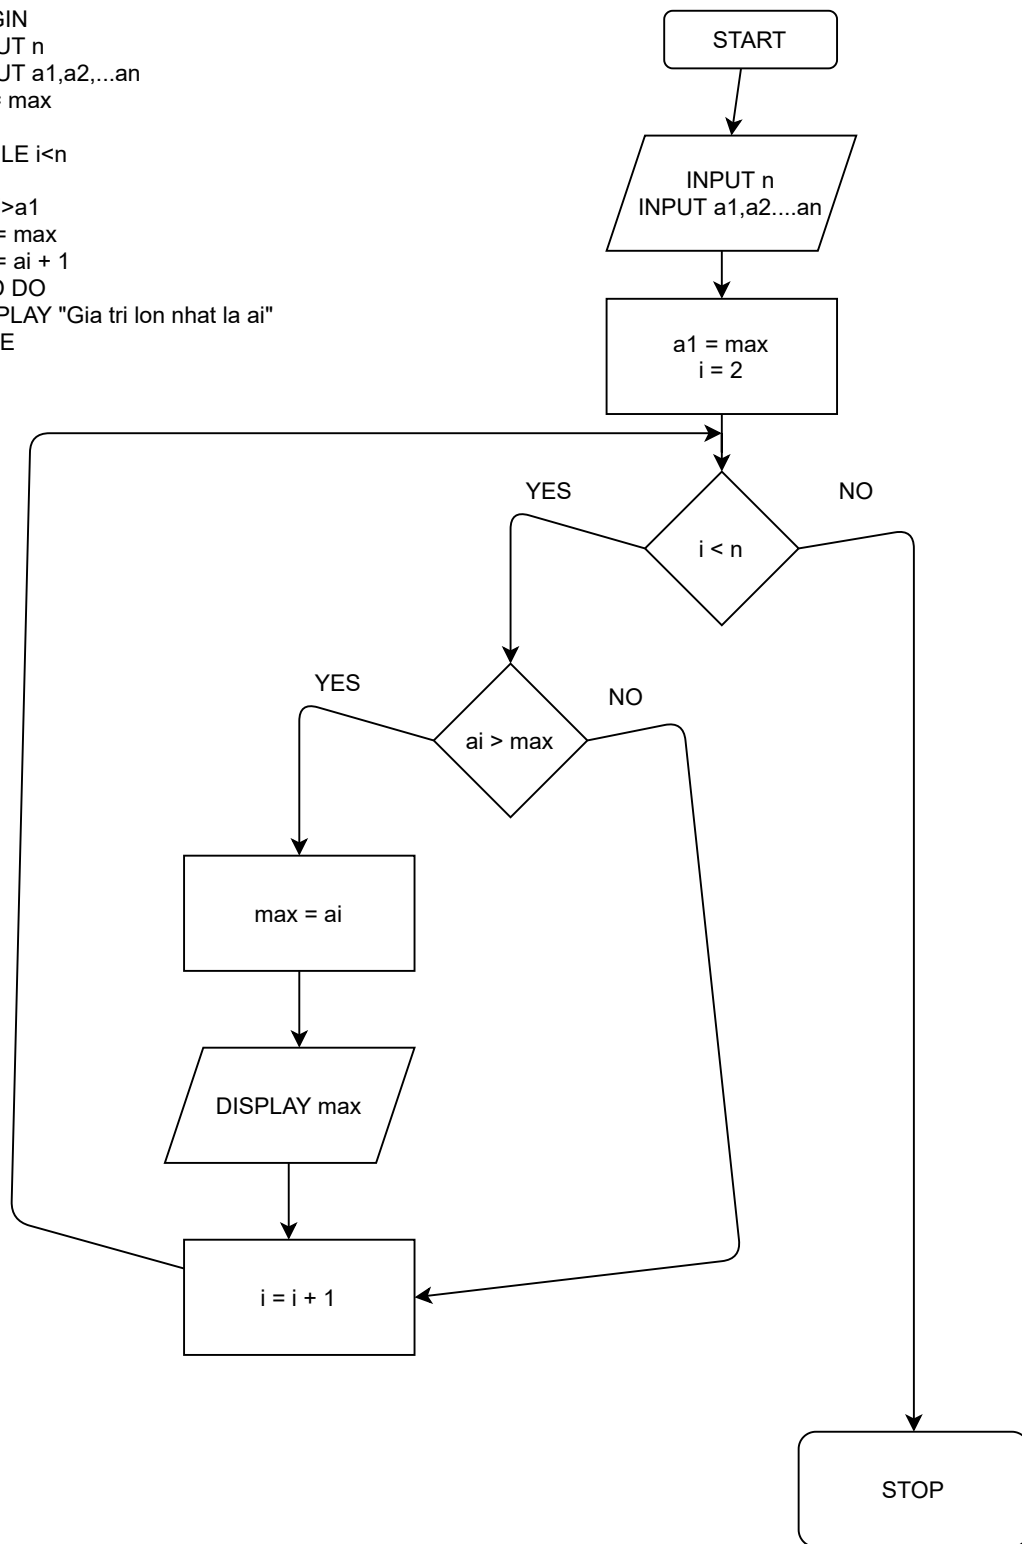 GIN
UT n
UT a1,a2,...an
= max
LE i<n
>a1
= max
= ai + 1
D DO
PLAY "Gia tri lon nhat la ai"
E
START
INPUT n
INPUT a1,a2....an
a1 = max
i = 2
YES
NO
i < n
YES
NO
ai > max
max = ai
DISPLAY max
i = i + 1
STOP